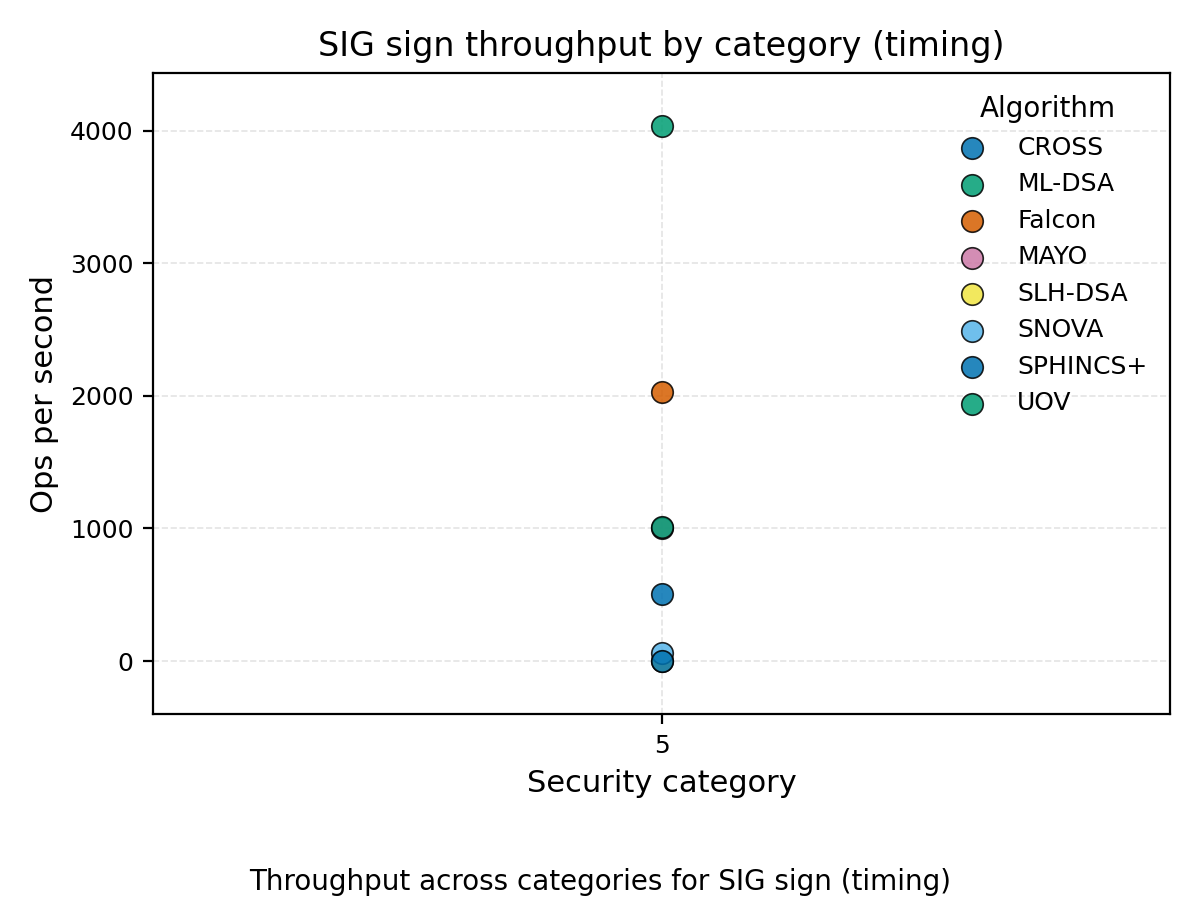 SIG sign throughput by category (timing)
Algorithm
CROSS
ML-DSA
Falcon
MAYO
SLH-DSA
SNOVA
SPHINCS+
UOV
4000
3000
2000
1000
0
Ops per second
5
Security category
Throughput across categories for SIG sign (timing)